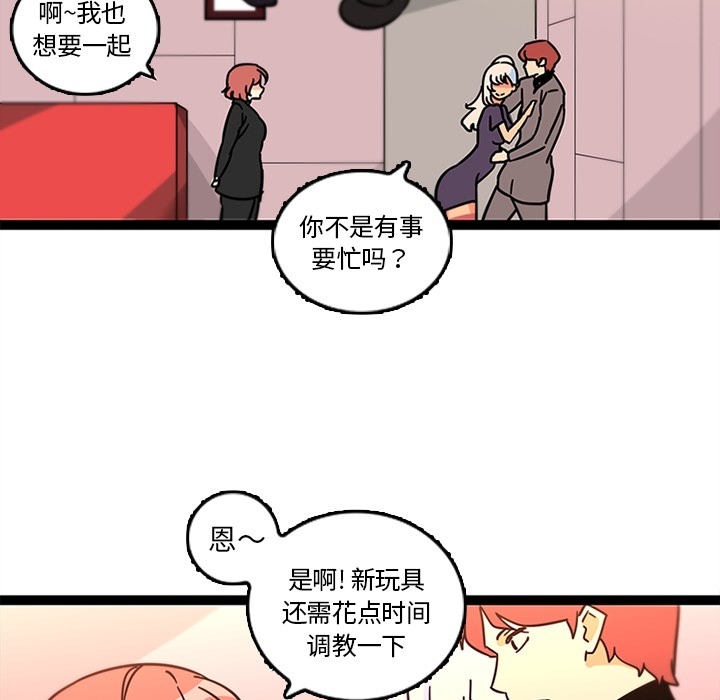 啊~我也
想要一起
你不是有事
要忙吗？
恩～
是啊! 新玩具
还需花点时间
调教一下